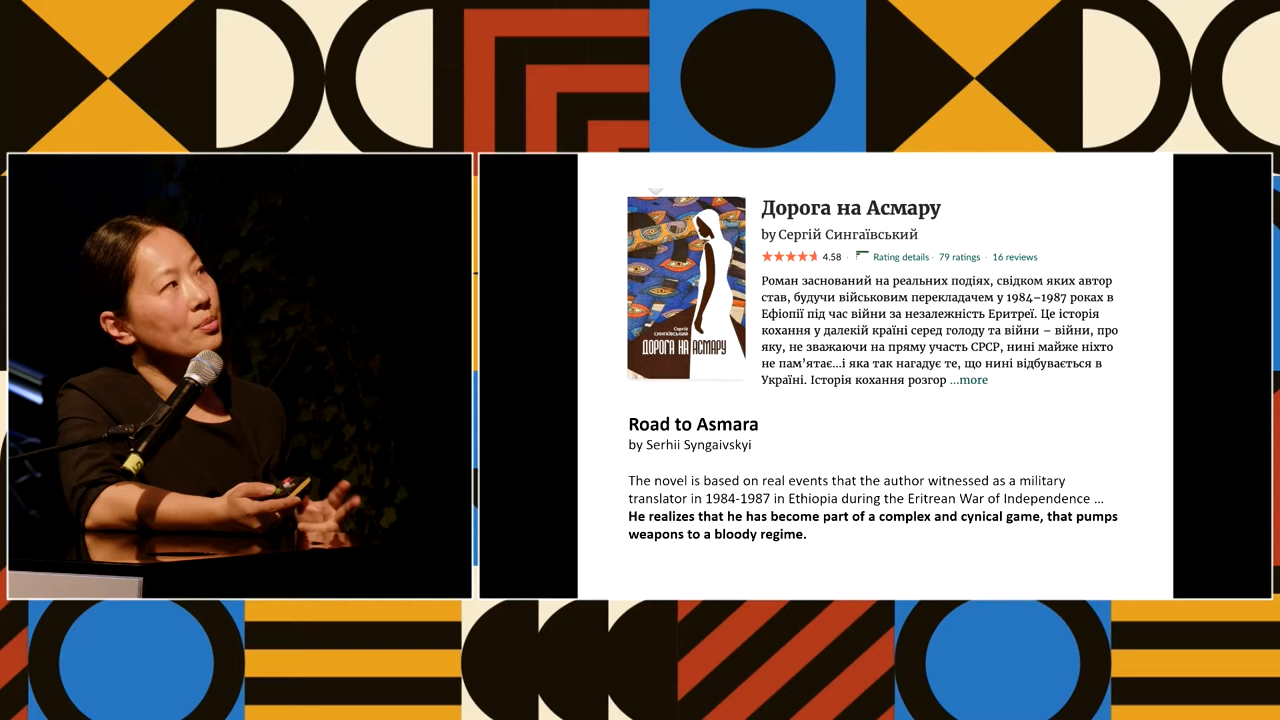 Дорога на Асмару
by Сергій Сингаївський
4.58 · Rating details · 79 ratings · 16 reviews
Роман заснований на реальних подіях, свідком яких автор
став, будучи військовим перекладачем у 1984–1987 роках в
Ефіопії під час війни за незалежність Еритреї. Це історія
кохання у далекій країні серед голоду та війни – війни, про
яку, не зважаючи на пряму участь СРСР, нині майже ніхто
не пам’ятає...і яка так нагадує те, що нині відбувається в
Україні. Історія кохання розгор ...more
Сергій
СИНГАЇВСЬКИЙ
ДОРОГА НА АСМАРУ
Road to Asmara
by Serhii Syngaivskyi
The novel is based on real events that the author witnessed as a military
translator in 1984-1987 in Ethiopia during the Eritrean War of Independence ...
He realizes that he has become part of a complex and cynical game, that pumps
weapons to a bloody regime.